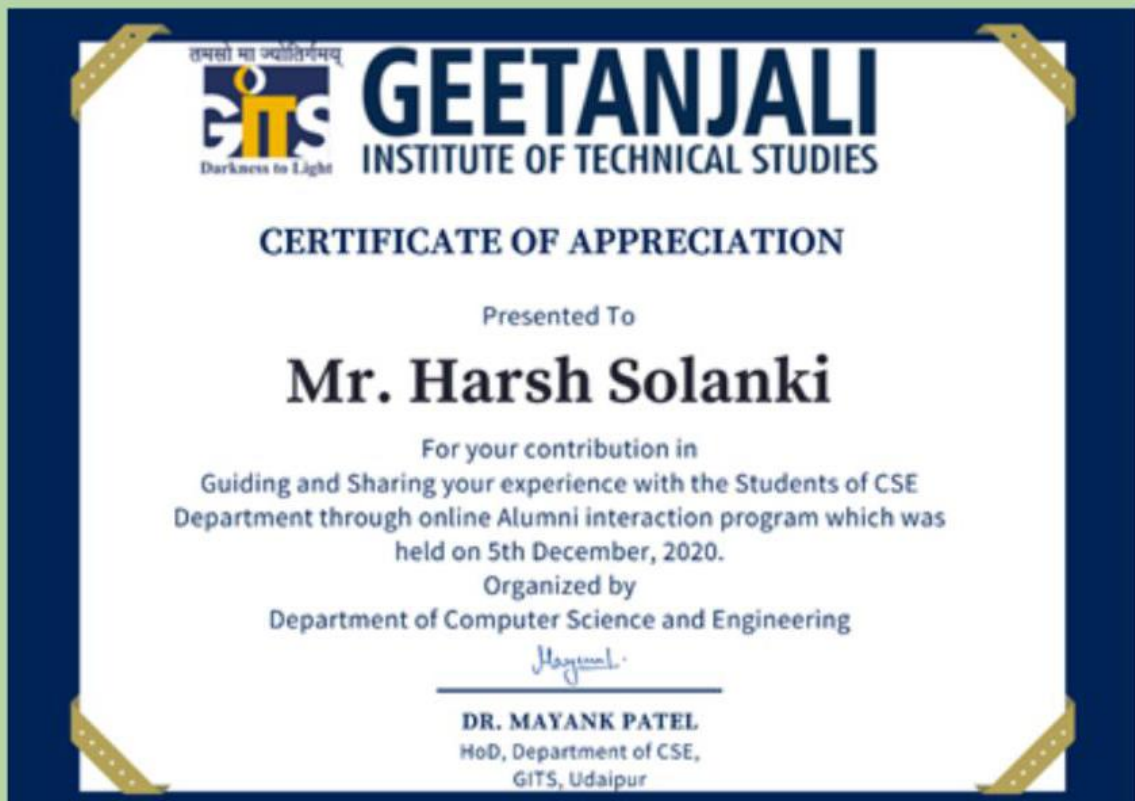 तमसो मा ज्योतिर्गमय्
GITS
Darkness to Light
GEETANJALI
INSTITUTE OF TECHNICAL STUDIES
CERTIFICATE OF APPRECIATION
Presented To
Mr. Harsh Solanki
For your contribution in
Guiding and Sharing your experience with the Students of CSE
Department through online Alumni interaction program which was
held on 5th December, 2020.
Organized by
Department of Computer Science and Engineering
Mayank
DR. MAYANK PATEL
HoD, Department of CSE,
GITS, Udaipur